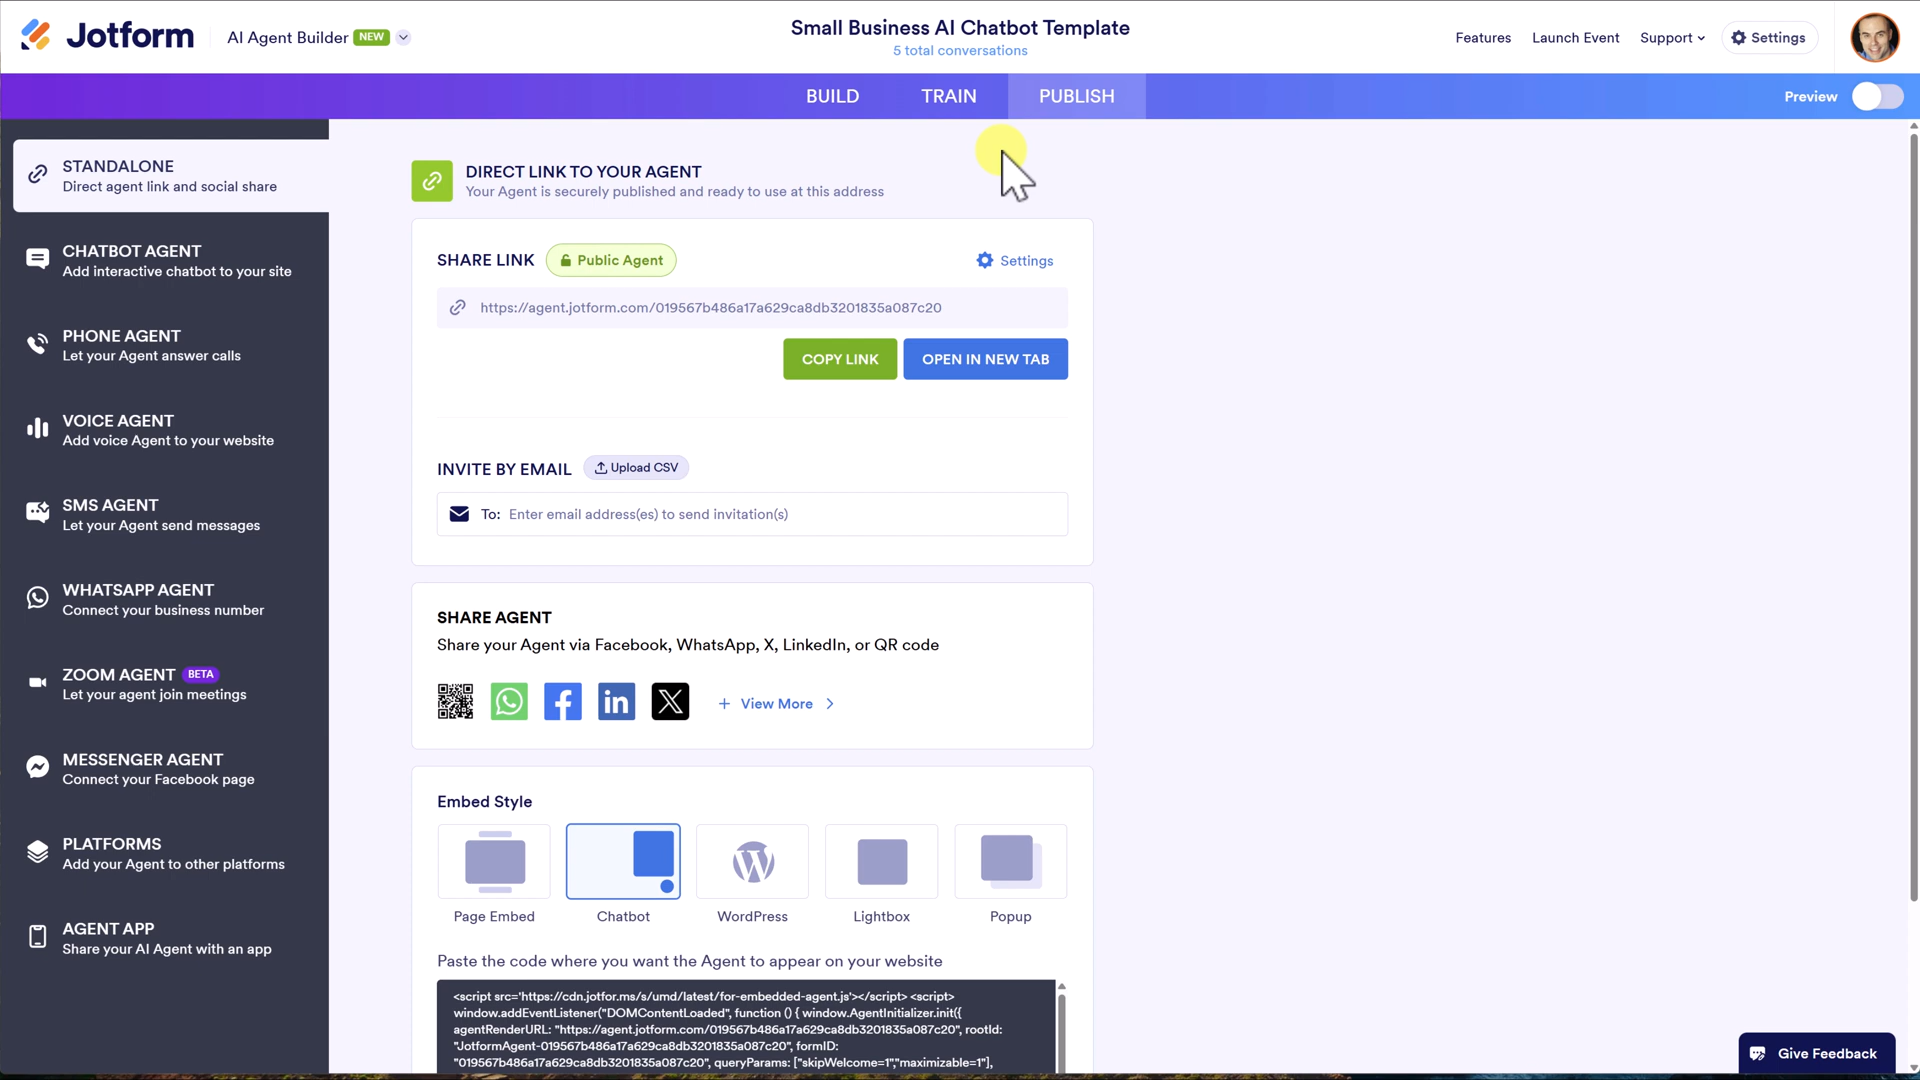 Jotform
AI Agent Builder NEW
Small Business AI Chatbot Template
5 total conversations
Features
Launch Event
Support
Settings
BUILD
TRAIN
PUBLISH
Preview
STANDALONE
Direct agent link and social share
CHATBOT AGENT
Add interactive chatbot to your site
PHONE AGENT
Let your Agent answer calls
VOICE AGENT
Add voice Agent to your website
SMS AGENT
Let your Agent send messages
WHATSAPP AGENT
Connect your business number
ZOOM AGENT BETA
Let your agent join meetings
MESSENGER AGENT
Connect your Facebook page
PLATFORMS
Add your Agent to other platforms
AGENT APP
Share your AI Agent with an app
DIRECT LINK TO YOUR AGENT
Your Agent is securely published and ready to use at this address
SHARE LINK Public Agent
Settings
https://agent.jotform.com/019567b486a17a629ca8db3201835a087c20
COPY LINK
OPEN IN NEW TAB
INVITE BY EMAIL Upload CSV
To: Enter email address(es) to send invitation(s)
SHARE AGENT
Share your Agent via Facebook, WhatsApp, X, LinkedIn, or QR code
+ View More
Embed Style
Page Embed
Chatbot
WordPress
Lightbox
Popup
Paste the code where you want the Agent to appear on your website
<script src='https://cdn.jotfor.ms/s/umd/latest/for-embedded-agent.js'></script> <script>
window.addEventListener("DOMContentLoaded", function () { window.AgentInitializer.init({
agentRenderURL: "https://agent.jotform.com/019567b486a17a629ca8db3201835a087c20", rootId:
"JotformAgent-019567b486a17a629ca8db3201835a087c20", formID:
"019567b486a17a629ca8db3201835a087c20", queryParams: ["skipWelcome=1","maximizable=1"],
Give Feedback